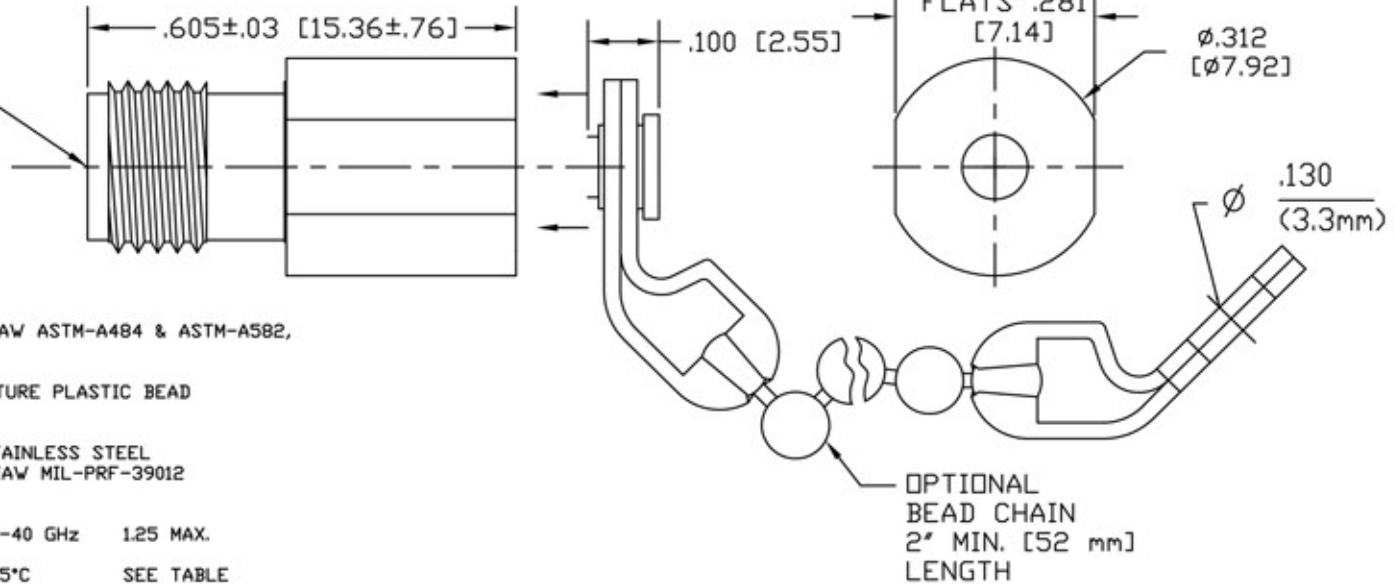 .605±.03 [15.36±.76]
.100 [2.55]
FLATS .281
[7.14]
ø.312
[ø7.92]
ø .130
(3.3mm)
AW ASTM-A484 & ASTM-A582,
TURE PLASTIC BEAD
TAINLESS STEEL
AW MIL-PRF-39012
-40 GHz 1.25 MAX.
5°C SEE TABLE
OPTIONAL
BEAD CHAIN
2" MIN. [52 mm]
LENGTH